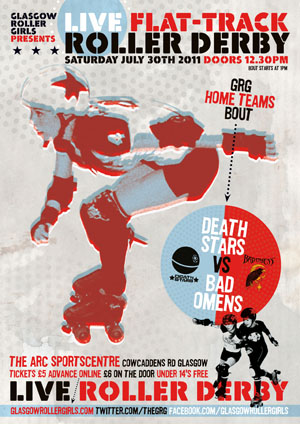 GLASGOW
ROLLER
GIRLS
PRESENTS
LIVE FLAT-TRACK
ROLLER DERBY
SATURDAY JULY 30TH 2011 DOORS 12.30PM
BOUT STARTS AT 1PM
GRG
HOME TEAMS
BOUT
DEATH
STARS
VS
BAD
OMENS
DEATH
STARS
THE ARC SPORTSCENTRE COWCADDENS RD GLASGOW
TICKETS £5 ADVANCE ONLINE £6 ON THE DOOR UNDER 14'S FREE
LIVE ROLLER DERBY
GLASGOWROLLERGIRLS.COM TWITTER.COM/THEGRG FACEBOOK.COM/GLASGOWROLLERGIRLS